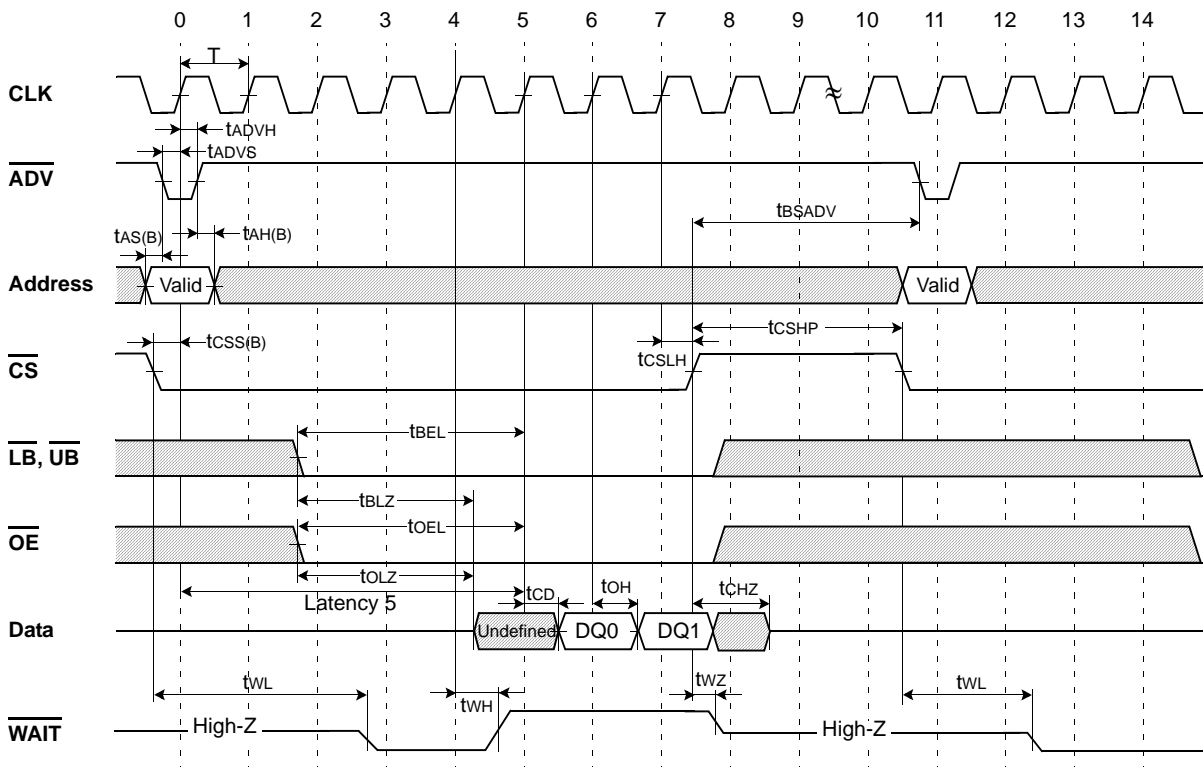 0 1 2 3 4 5 6 7 8 9 10 11 12 13 14
T
CLK
tADVH
tADVS
ADV
tBSADV
tAS(B)
tAH(B)
Address
Valid
Valid
tCSHP
tCSS(B)
tCSLH
CS
tBEL
LB, UB
tBLZ
tOEL
OE
tOLZ
tCD
tOH
tCHZ
Latency 5
Data
Undefined
DQ0
DQ1
tWL
tWH
tWZ
tWL
WAIT
High-Z
High-Z